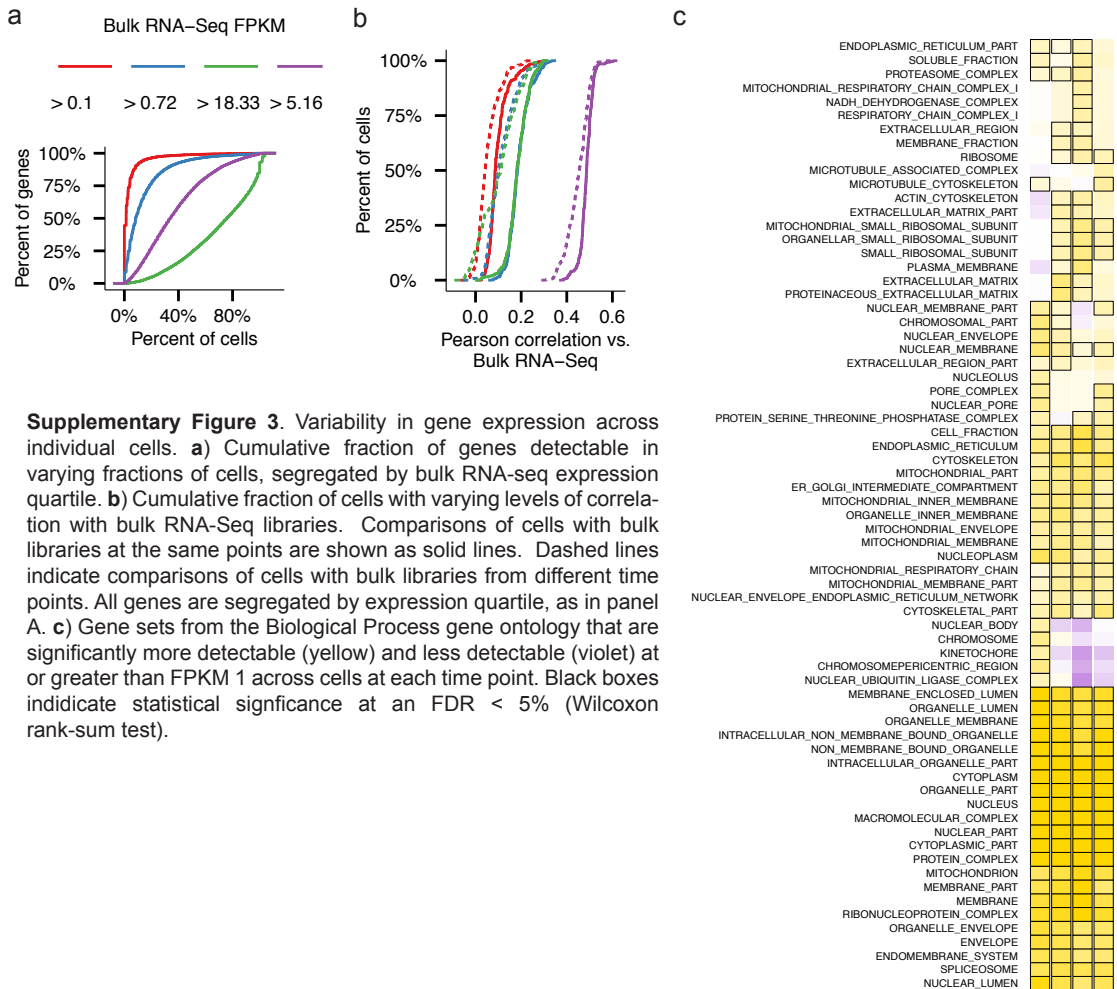 a
Bulk RNA−Seq FPKM
> 0.1 > 0.72 > 18.33 > 5.16
100%
75%
50%
25%
0%
Percent of genes
0% 40% 80%
Percent of cells
b
100%
75%
50%
25%
0%
Percent of cells
0.0 0.2 0.4 0.6
Pearson correlation vs.
Bulk RNA−Seq
Supplementary Figure 3. Variability in gene expression across
individual cells. a) Cumulative fraction of genes detectable in
varying fractions of cells, segregated by bulk RNA-seq expression
quartile. b) Cumulative fraction of cells with varying levels of correla-
tion with bulk RNA-Seq libraries. Comparisons of cells with bulk
libraries at the same points are shown as solid lines. Dashed lines
indicate comparisons of cells with bulk libraries from different time
points. All genes are segregated by expression quartile, as in panel
A. c) Gene sets from the Biological Process gene ontology that are
significantly more detectable (yellow) and less detectable (violet) at
or greater than FPKM 1 across cells at each time point. Black boxes
indidicate statistical signficance at an FDR < 5% (Wilcoxon
rank-sum test).
c
ENDOPLASMIC_RETICULUM_PART
SOLUBLE_FRACTION
PROTEASOME_COMPLEX
MITOCHONDRIAL_RESPIRATORY_CHAIN_COMPLEX_I
NADH_DEHYDROGENASE_COMPLEX
RESPIRATORY_CHAIN_COMPLEX_I
EXTRACELLULAR_REGION
MEMBRANE_FRACTION
RIBOSOME
MICROTUBULE_ASSOCIATED_COMPLEX
MICROTUBULE_CYTOSKELETON
ACTIN_CYTOSKELETON
EXTRACELLULAR_MATRIX_PART
MITOCHONDRIAL_SMALL_RIBOSOMAL_SUBUNIT
ORGANELLAR_SMALL_RIBOSOMAL_SUBUNIT
SMALL_RIBOSOMAL_SUBUNIT
PLASMA_MEMBRANE
EXTRACELLULAR_MATRIX
PROTEINACEOUS_EXTRACELLULAR_MATRIX
NUCLEAR_MEMBRANE_PART
CHROMOSOMAL_PART
NUCLEAR_ENVELOPE
NUCLEAR_MEMBRANE
EXTRACELLULAR_REGION_PART
NUCLEOLUS
PORE_COMPLEX
NUCLEAR_PORE
PROTEIN_SERINE_THREONINE_PHOSPHATASE_COMPLEX
CELL_FRACTION
ENDOPLASMIC_RETICULUM
CYTOSKELETON
MITOCHONDRIAL_PART
ER_GOLGI_INTERMEDIATE_COMPARTMENT
MITOCHONDRIAL_INNER_MEMBRANE
ORGANELLE_INNER_MEMBRANE
MITOCHONDRIAL_ENVELOPE
MITOCHONDRIAL_MEMBRANE
NUCLEOPLASM
MITOCHONDRIAL_RESPIRATORY_CHAIN
MITOCHONDRIAL_MEMBRANE_PART
NUCLEAR_ENVELOPE_ENDOPLASMIC_RETICULUM_NETWORK
CYTOSKELETAL_PART
NUCLEAR_BODY
CHROMOSOME
KINETOCHORE
CHROMOSOMEPERICENTRIC_REGION
NUCLEAR_UBIQUITIN_LIGASE_COMPLEX
MEMBRANE_ENCLOSED_LUMEN
ORGANELLE_LUMEN
ORGANELLE_MEMBRANE
INTRACELLULAR_NON_MEMBRANE_BOUND_ORGANELLE
NON_MEMBRANE_BOUND_ORGANELLE
INTRACELLULAR_ORGANELLE_PART
CYTOPLASM
ORGANELLE_PART
NUCLEUS
MACROMOLECULAR_COMPLEX
NUCLEAR_PART
CYTOPLASMIC_PART
PROTEIN_COMPLEX
MITOCHONDRION
MEMBRANE_PART
MEMBRANE
RIBONUCLEOPROTEIN_COMPLEX
ORGANELLE_ENVELOPE
ENVELOPE
ENDOMEMBRANE_SYSTEM
SPLICEOSOME
NUCLEAR_LUMEN